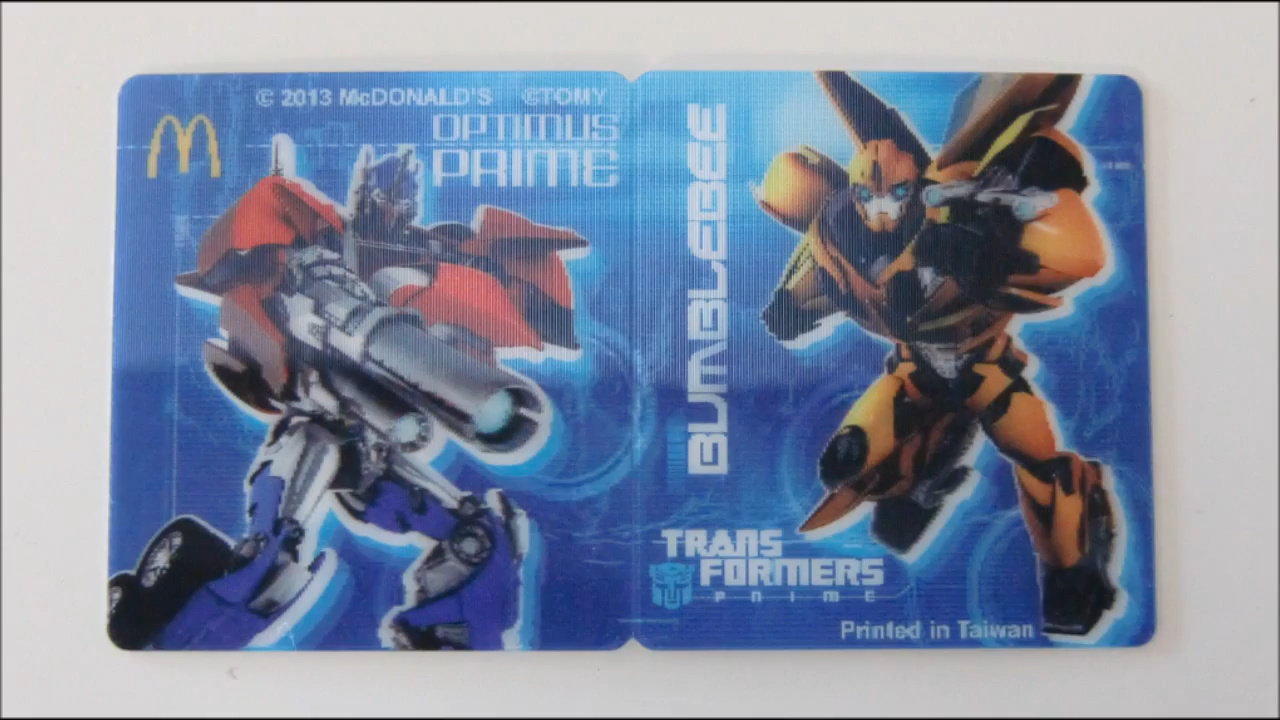 © 2013 McDONALD'S ©TOMY
OPTIMUS
PRIME
BUMBLEBEE
TRANS
FORMERS
PRIME
Printed in Taiwan